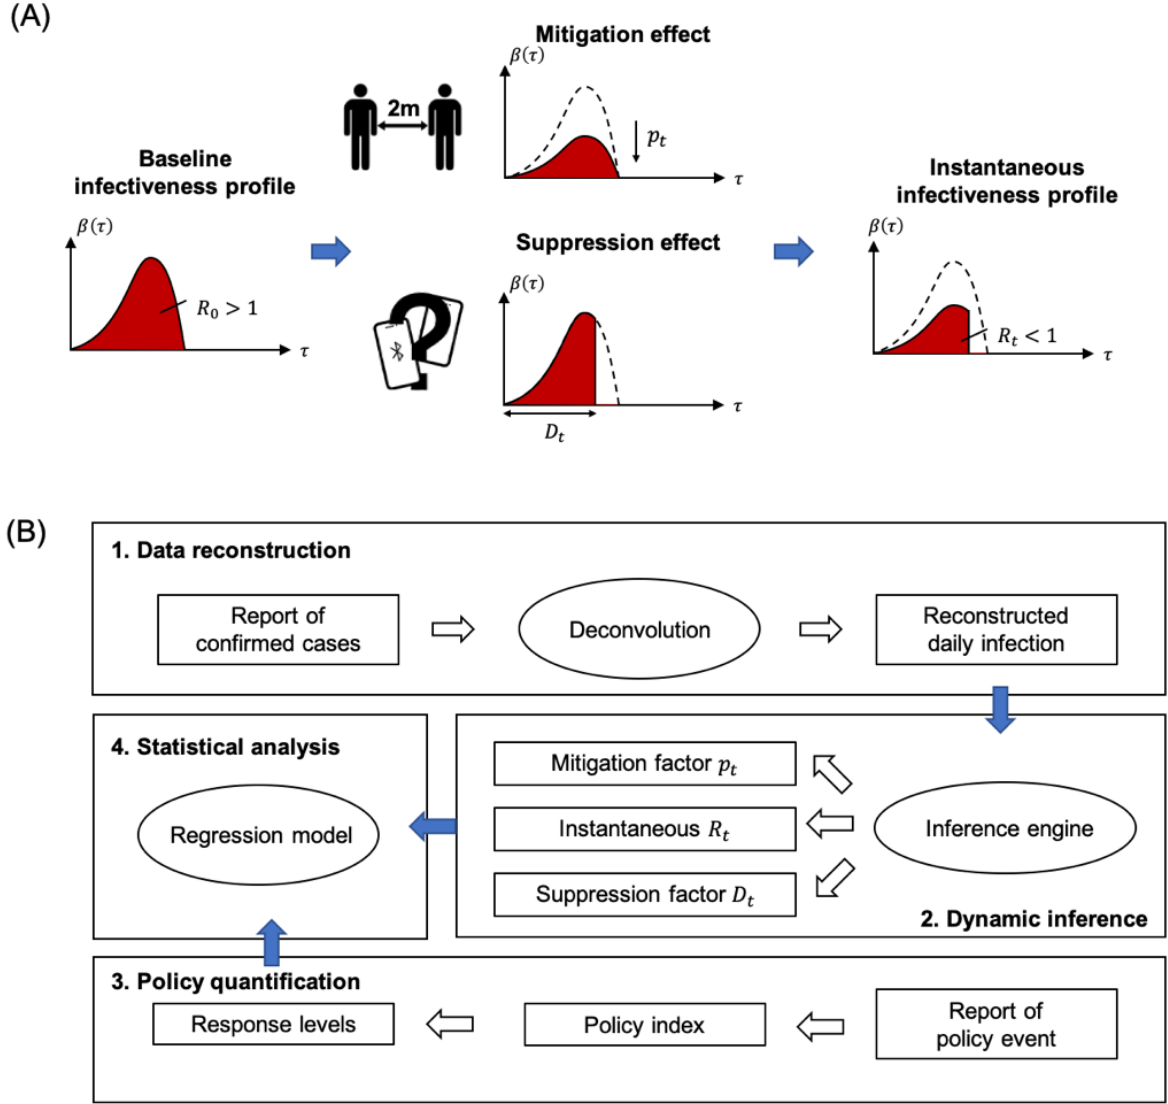 (A)
Mitigation effect
β(τ)
2m
p_t
τ
Baseline
infectiveness profile
β(τ)
R_0 > 1
τ
Suppression effect
β(τ)
τ
D_t
Instantaneous
infectiveness profile
β(τ)
R_t < 1
τ
(B)
1. Data reconstruction
Report of
confirmed cases
Deconvolution
Reconstructed
daily infection
4. Statistical analysis
Regression model
Mitigation factor p_t
Instantaneous R_t
Suppression factor D_t
Inference engine
2. Dynamic inference
3. Policy quantification
Response levels
Policy index
Report of
policy event